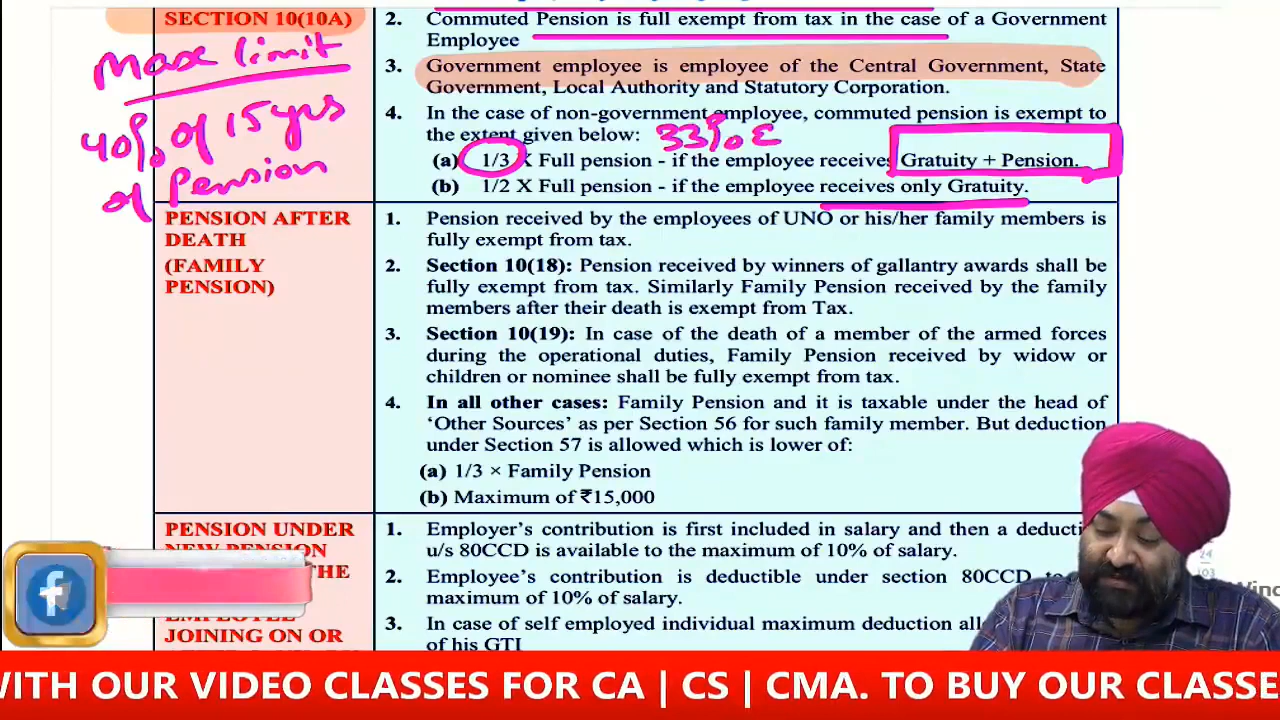 SECTION 10(10A)
Max limit
40% of 15 yrs
of Pension
2. Commuted Pension is full exempt from tax in the case of a Government
Employee
3. Government employee is employee of the Central Government, State
Government, Local Authority and Statutory Corporation.
4. In the case of non-government employee, commuted pension is exempt to
the extent given below:
33%
(a) 1/3 X Full pension - if the employee receives Gratuity + Pension.
(b) 1/2 X Full pension - if the employee receives only Gratuity.
PENSION AFTER
DEATH
(FAMILY
PENSION)
1. Pension received by the employees of UNO or his/her family members is
fully exempt from tax.
2. Section 10(18): Pension received by winners of gallantry awards shall be
fully exempt from tax. Similarly Family Pension received by the family
members after their death is exempt from Tax.
3. Section 10(19): In case of the death of a member of the armed forces
during the operational duties, Family Pension received by widow or
children or nominee shall be fully exempt from tax.
4. In all other cases: Family Pension and it is taxable under the head of
‘Other Sources’ as per Section 56 for such family member. But deduction
under Section 57 is allowed which is lower of:
(a) 1/3 × Family Pension
(b) Maximum of ₹15,000
PENSION UNDER
NEW PENSION
THE
EMPLOYEE
JOINING ON OR
1. Employer’s contribution is first included in salary and then a
u/s 80CCD is available to the maximum of 10% of salary.
2. Employee’s contribution is deductible under section 80CCD
maximum of 10% of salary.
3. In case of self employed individual maximum deduction
of his GTI
WITH OUR VIDEO CLASSES FOR CA | CS | CMA. TO BUY OUR CLASSE